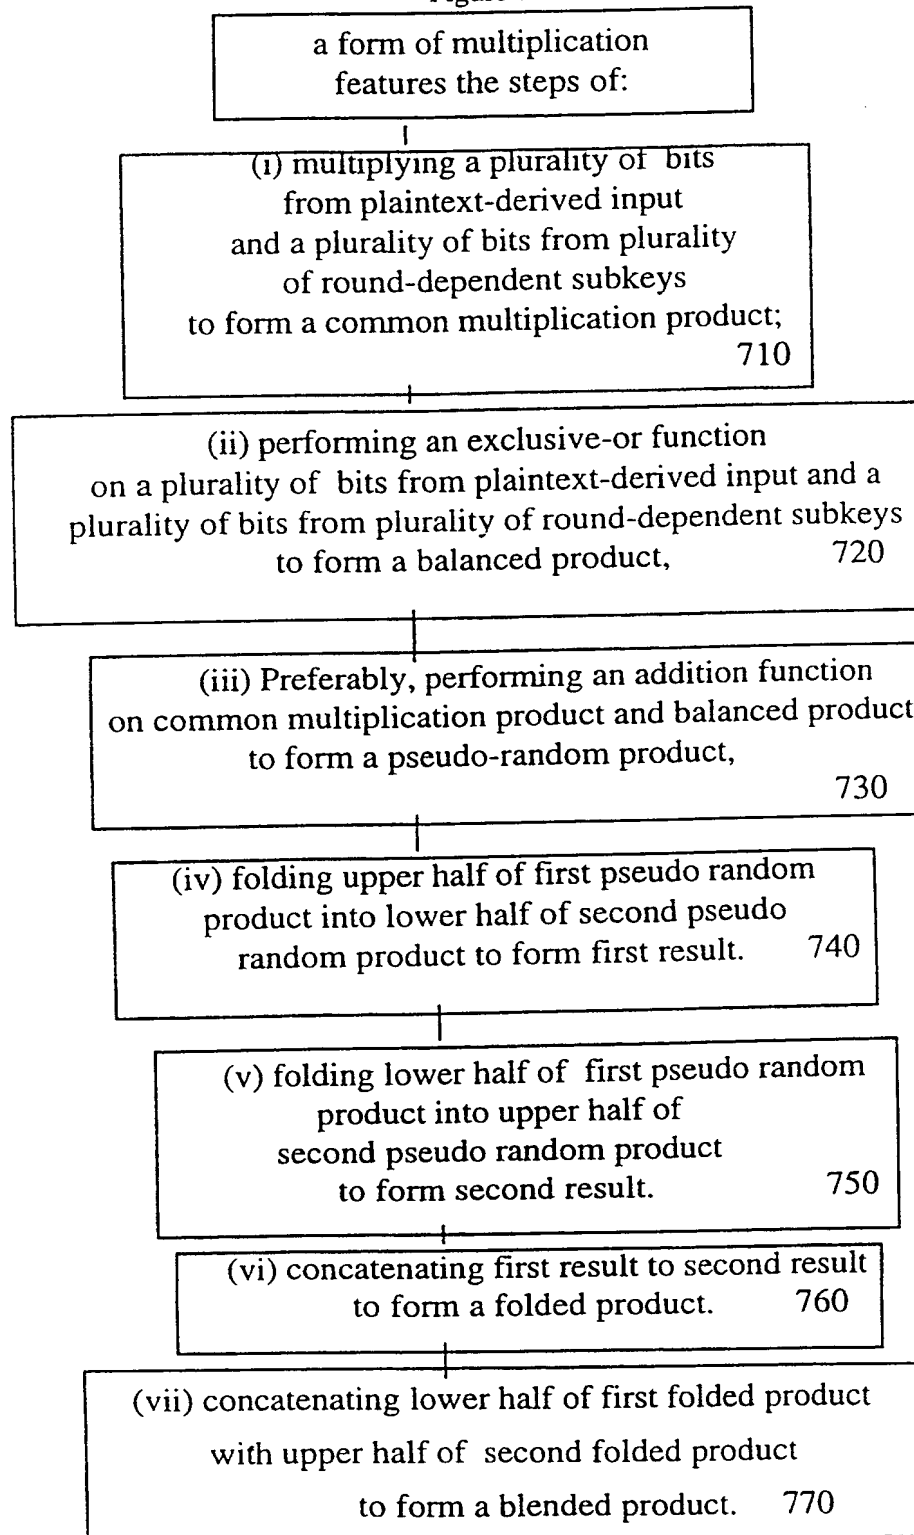 a form of multiplication
features the steps of:
(i) multiplying a plurality of bits
from plaintext-derived input
and a plurality of bits from plurality
of round-dependent subkeys
to form a common multiplication product;
710
(ii) performing an exclusive-or function
on a plurality of bits from plaintext-derived input and a
plurality of bits from plurality of round-dependent subkeys
to form a balanced product, 720
(iii) Preferably, performing an addition function
on common multiplication product and balanced product
to form a pseudo-random product,
730
(iv) folding upper half of first pseudo random
product into lower half of second pseudo
random product to form first result. 740
(v) folding lower half of first pseudo random
product into upper half of
second pseudo random product
to form second result. 750
(vi) concatenating first result to second result
to form a folded product. 760
(vii) concatenating lower half of first folded product
with upper half of second folded product
to form a blended product. 770